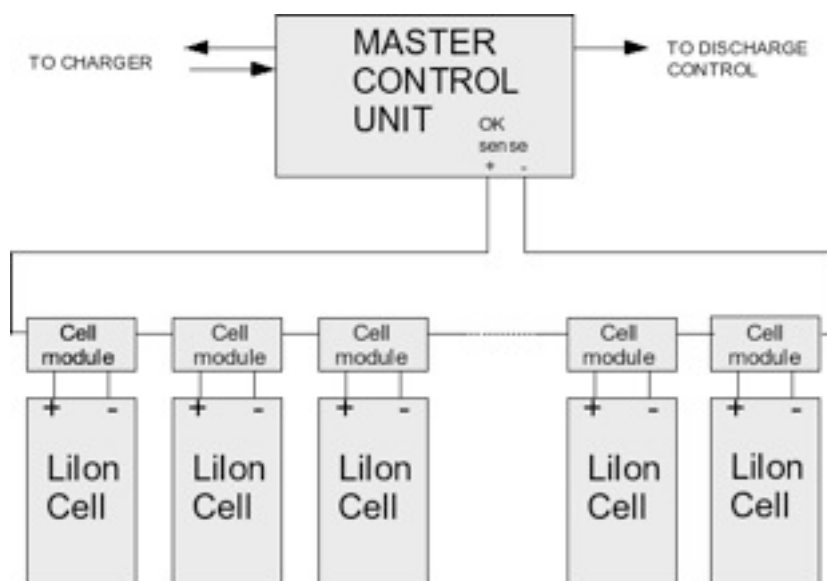 MASTER
CONTROL
UNIT
TO CHARGER
TO DISCHARGE
CONTROL
OK
sense
+ -
Cell
module
Cell
module
Cell
module
Cell
module
Cell
module
+ -
+ -
+ -
+ -
+ -
LiIon
Cell
LiIon
Cell
LiIon
Cell
LiIon
Cell
LiIon
Cell